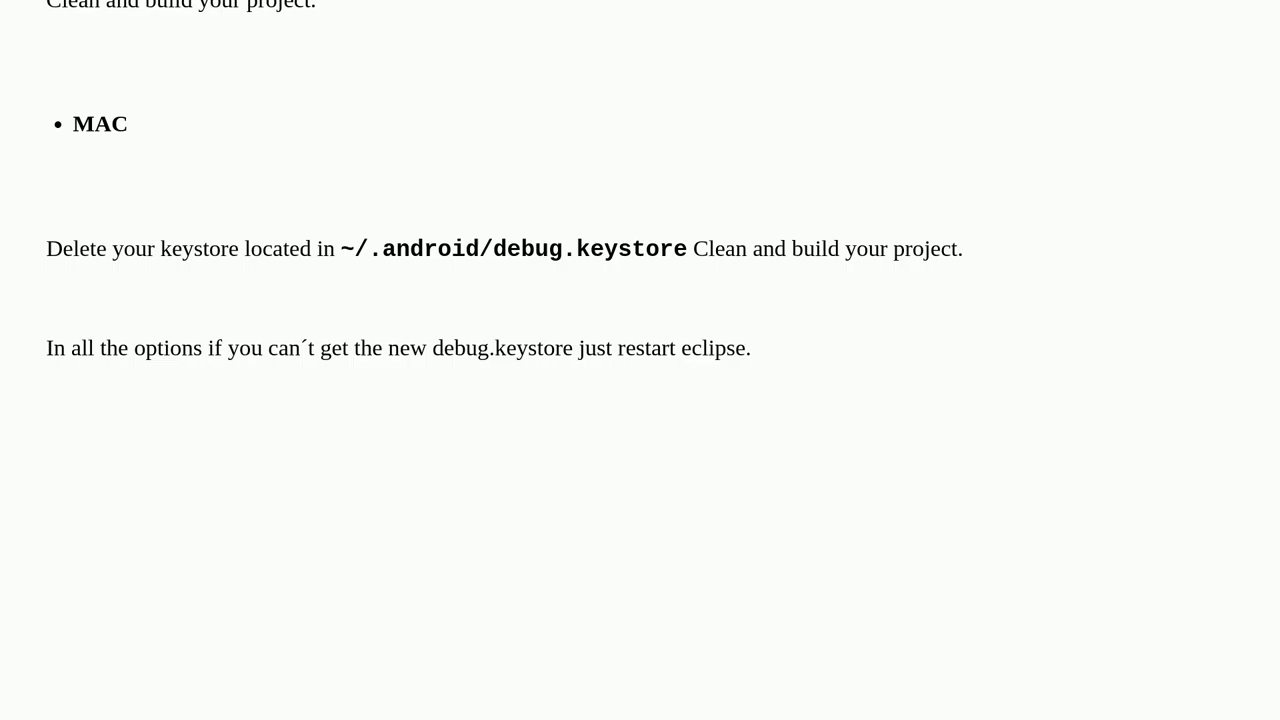 Clean and build your project.
• MAC
Delete your keystore located in ~/.android/debug.keystore Clean and build your project.
In all the options if you can´t get the new debug.keystore just restart eclipse.